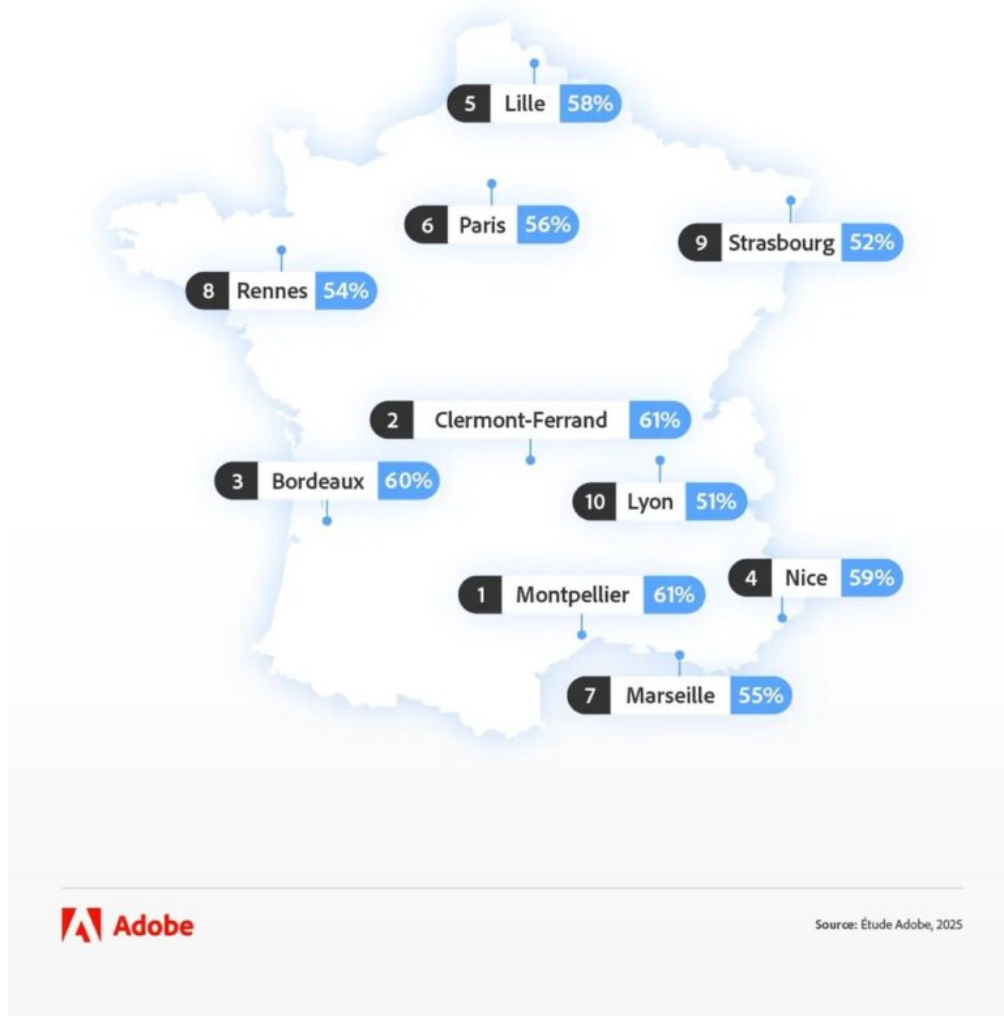 5 Lille 58%
6 Paris 56%
9 Strasbourg 52%
8 Rennes 54%
2 Clermont-Ferrand 61%
3 Bordeaux 60%
10 Lyon 51%
4 Nice 59%
1 Montpellier 61%
7 Marseille 55%
Adobe
Source: Étude Adobe, 2025